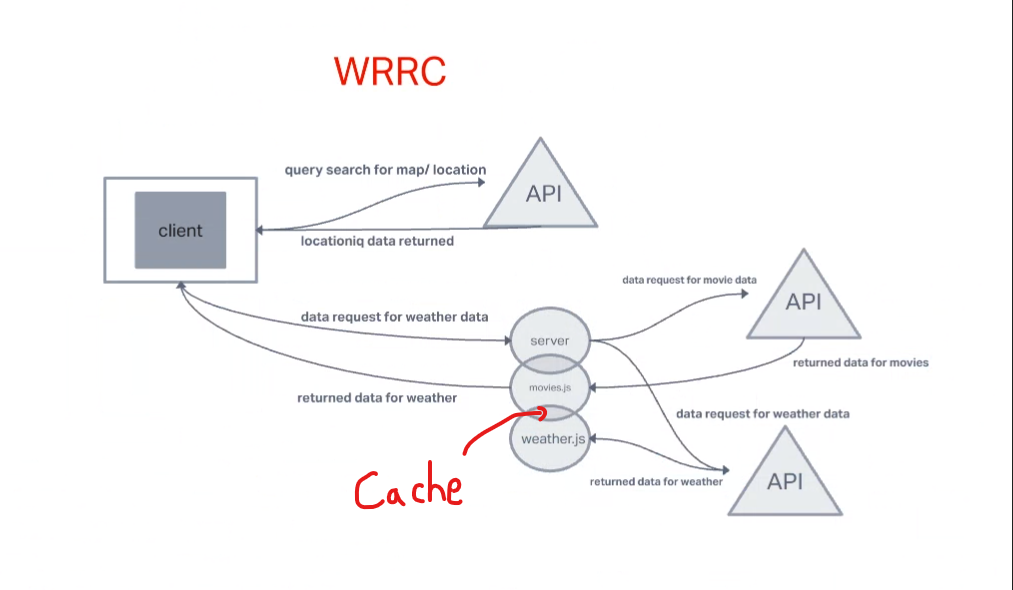 WRRC
query search for map/ location
API
client
locationiq data returned
data request for movie data
API
data request for weather data
server
returned data for movies
movies.js
returned data for weather
data request for weather data
weather.js
returned data for weather
API
Cache